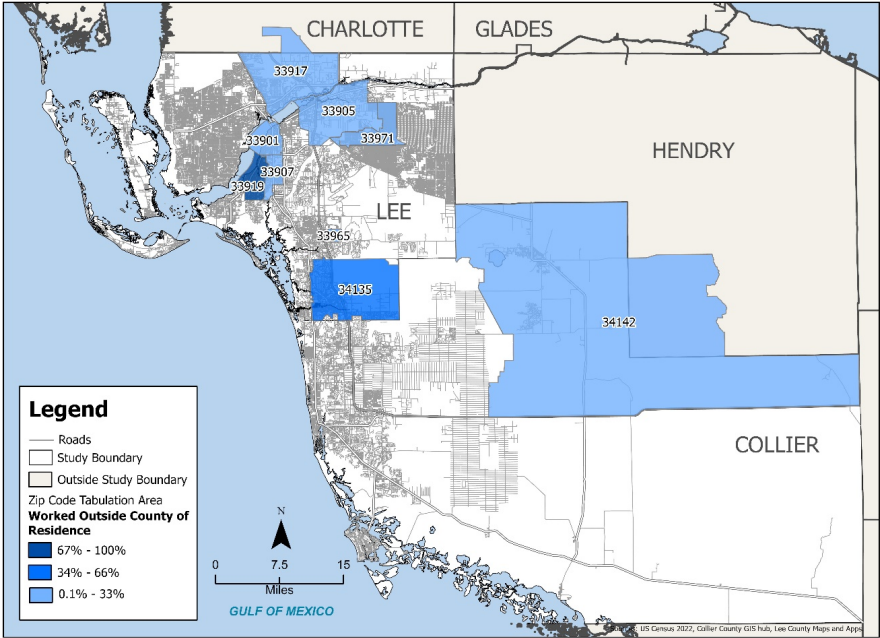 CHARLOTTE
GLADES
33917
33905
33971
33901
HENDRY
33907
33919
LEE
33965
34135
34142
Legend
Roads
Study Boundary
Outside Study Boundary
Zip Code Tabulation Area
Worked Outside County of
Residence
67% - 100%
34% - 66%
0.1% - 33%
COLLIER
N
0 7.5 15
Miles
GULF OF MEXICO
US Census 2022, Collier County GIS hub, Lee County Maps and Apps